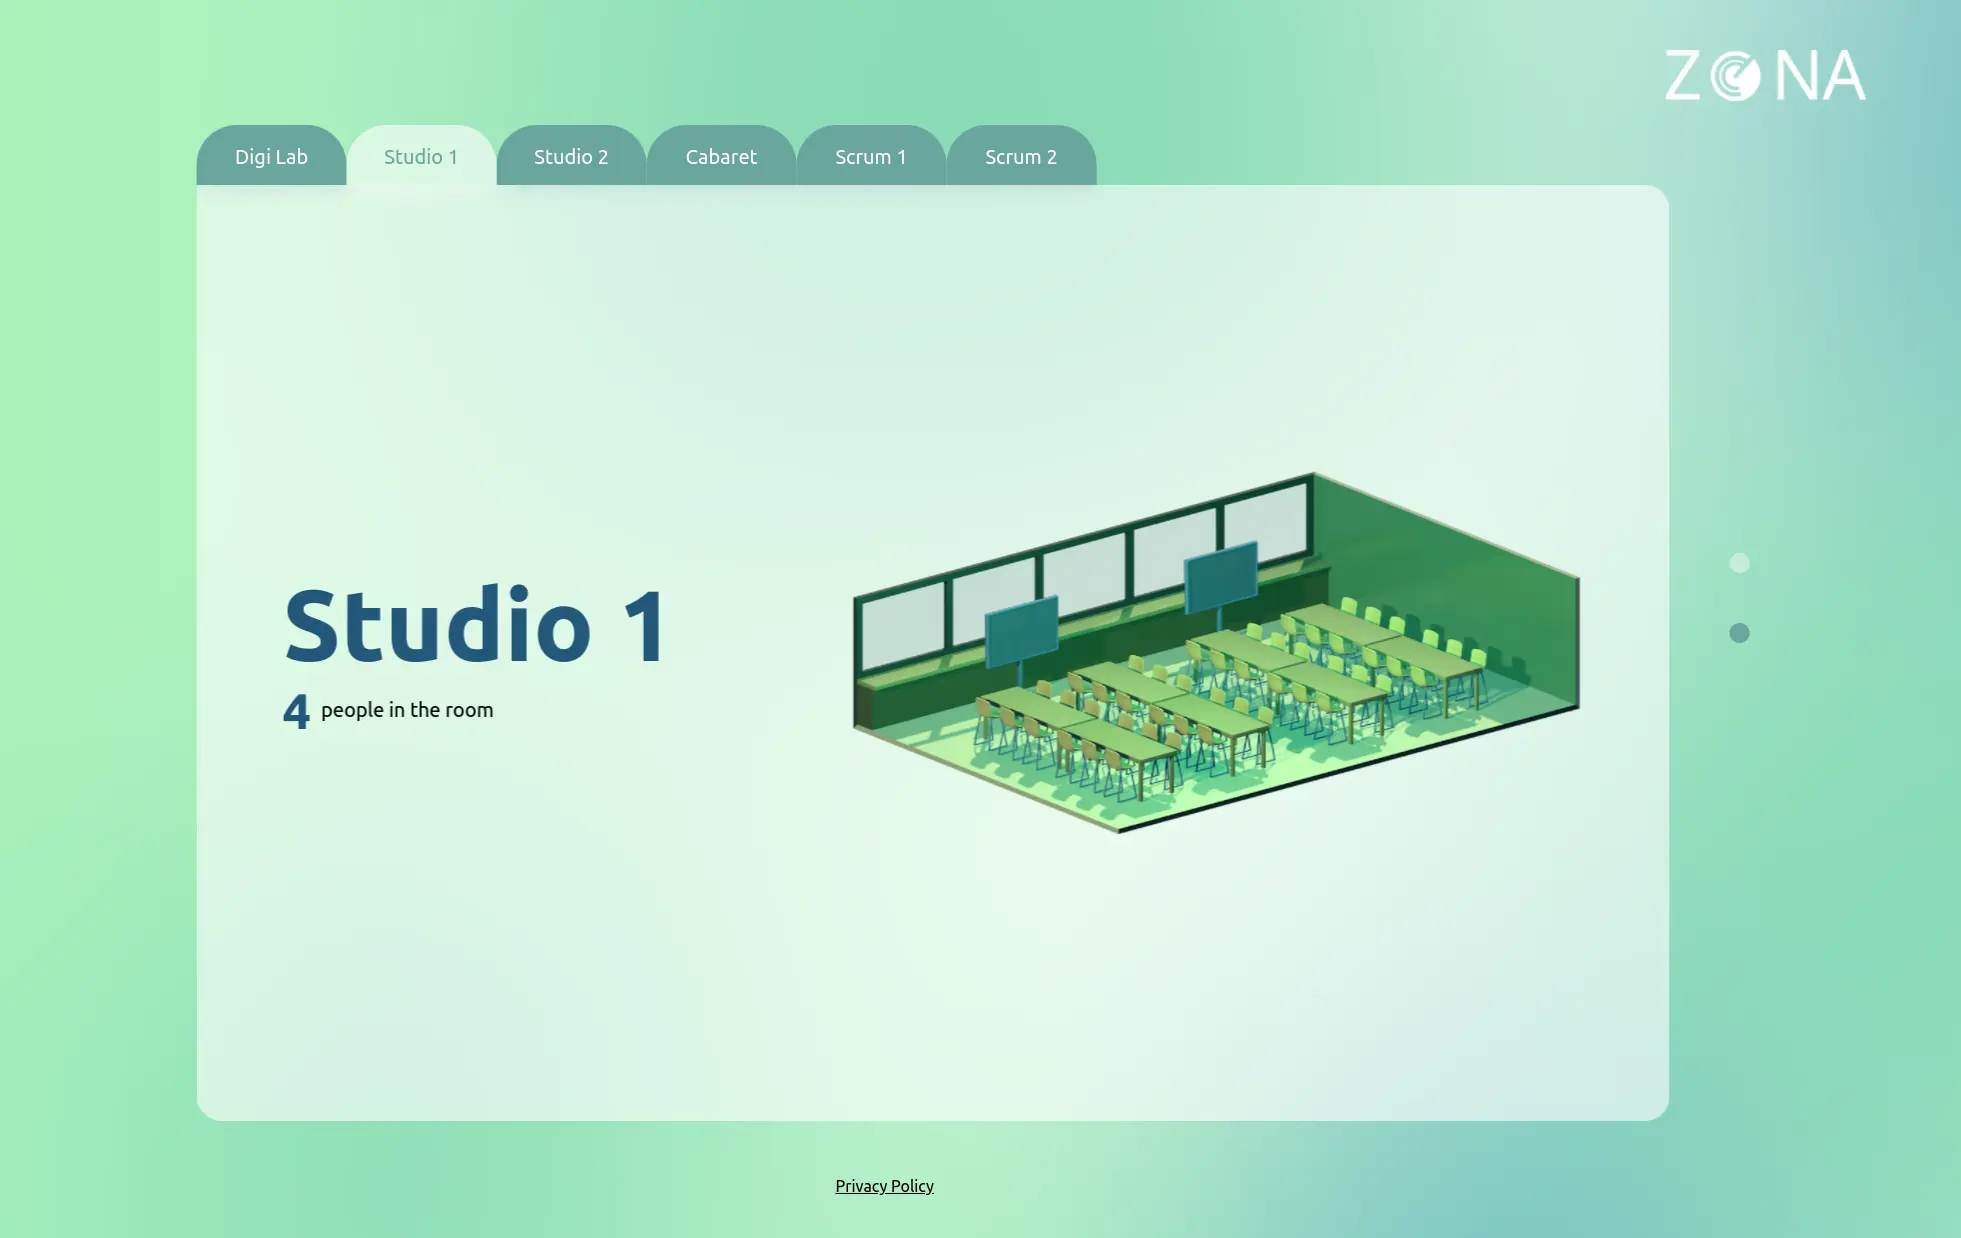 ZONA
Digi Lab
Studio 1
Studio 2
Cabaret
Scrum 1
Scrum 2
Studio 1
4 people in the room
Privacy Policy